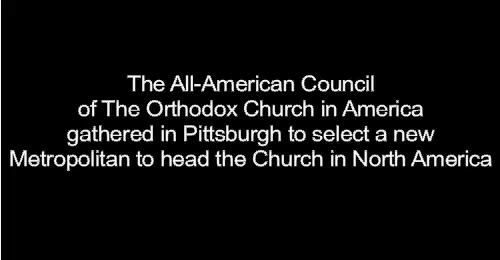 The All-American Council
of The Orthodox Church in America
gathered in Pittsburgh to select a new
Metropolitan to head the Church in North America